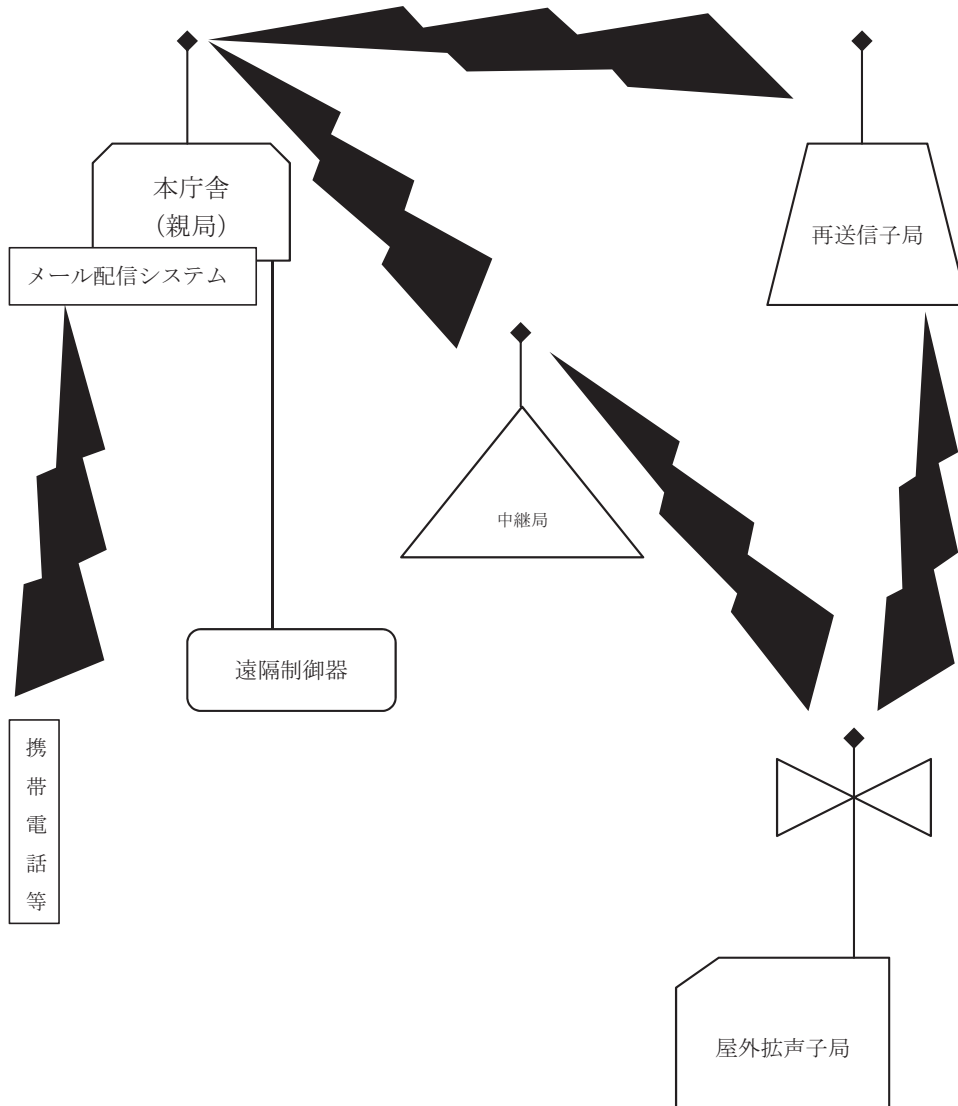 本庁舎
（親局）
メール配信システム
再送信子局
中継局
遠隔制御器
携帯電話等
屋外拡声子局